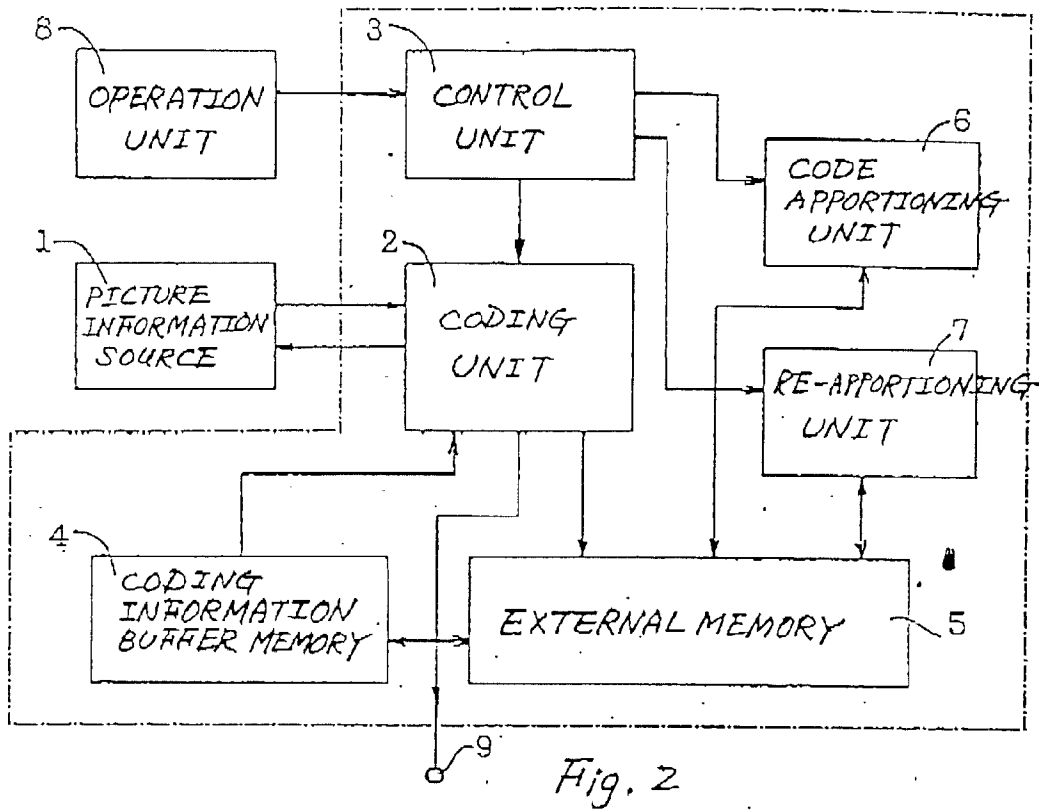 8
OPERATION
UNIT
3
CONTROL
UNIT
6
CODE
APPORTIONING
UNIT
1
PICTURE
INFORMATION
SOURCE
2
CODING
UNIT
7
RE-APPORTIONING
UNIT
4
CODING
INFORMATION
BUFFER MEMORY
EXTERNAL MEMORY
5
9
Fig. 2